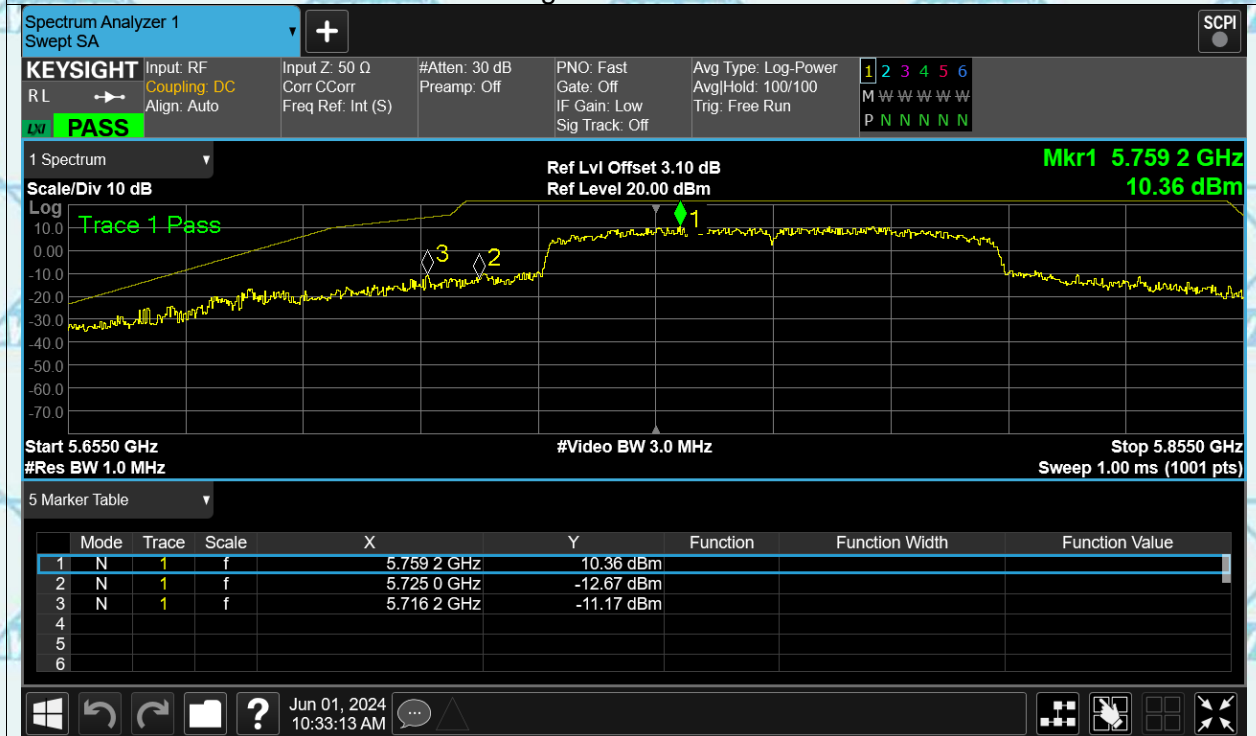 Spectrum Analyzer 1
Swept SA
+
SCPI
KEYSIGHT
RL
LXI PASS
Input: RF
Coupling: DC
Align: Auto
Input Z: 50 Ω
Corr CCorr
Freq Ref: Int (S)
#Atten: 30 dB
Preamp: Off
PNO: Fast
Gate: Off
IF Gain: Low
Sig Track: Off
Avg Type: Log-Power
Avg|Hold: 100/100
Trig: Free Run
1 2 3 4 5 6
M W W W W W
P N N N N N
1 Spectrum
Scale/Div 10 dB
Ref Lvl Offset 3.10 dB
Ref Level 20.00 dBm
Mkr1 5.759 2 GHz
10.36 dBm
Log
Trace 1 Pass
10.0
0.00
-10.0
-20.0
-30.0
-40.0
-50.0
-60.0
-70.0
3
2
1
Start 5.6550 GHz
#Res BW 1.0 MHz
#Video BW 3.0 MHz
Stop 5.8550 GHz
Sweep 1.00 ms (1001 pts)
5 Marker Table
Mode Trace Scale X Y Function Function Width Function Value
1 N 1 f 5.759 2 GHz 10.36 dBm
2 N 1 f 5.725 0 GHz -12.67 dBm
3 N 1 f 5.716 2 GHz -11.17 dBm
4
5
6
?
Jun 01, 2024
10:33:13 AM